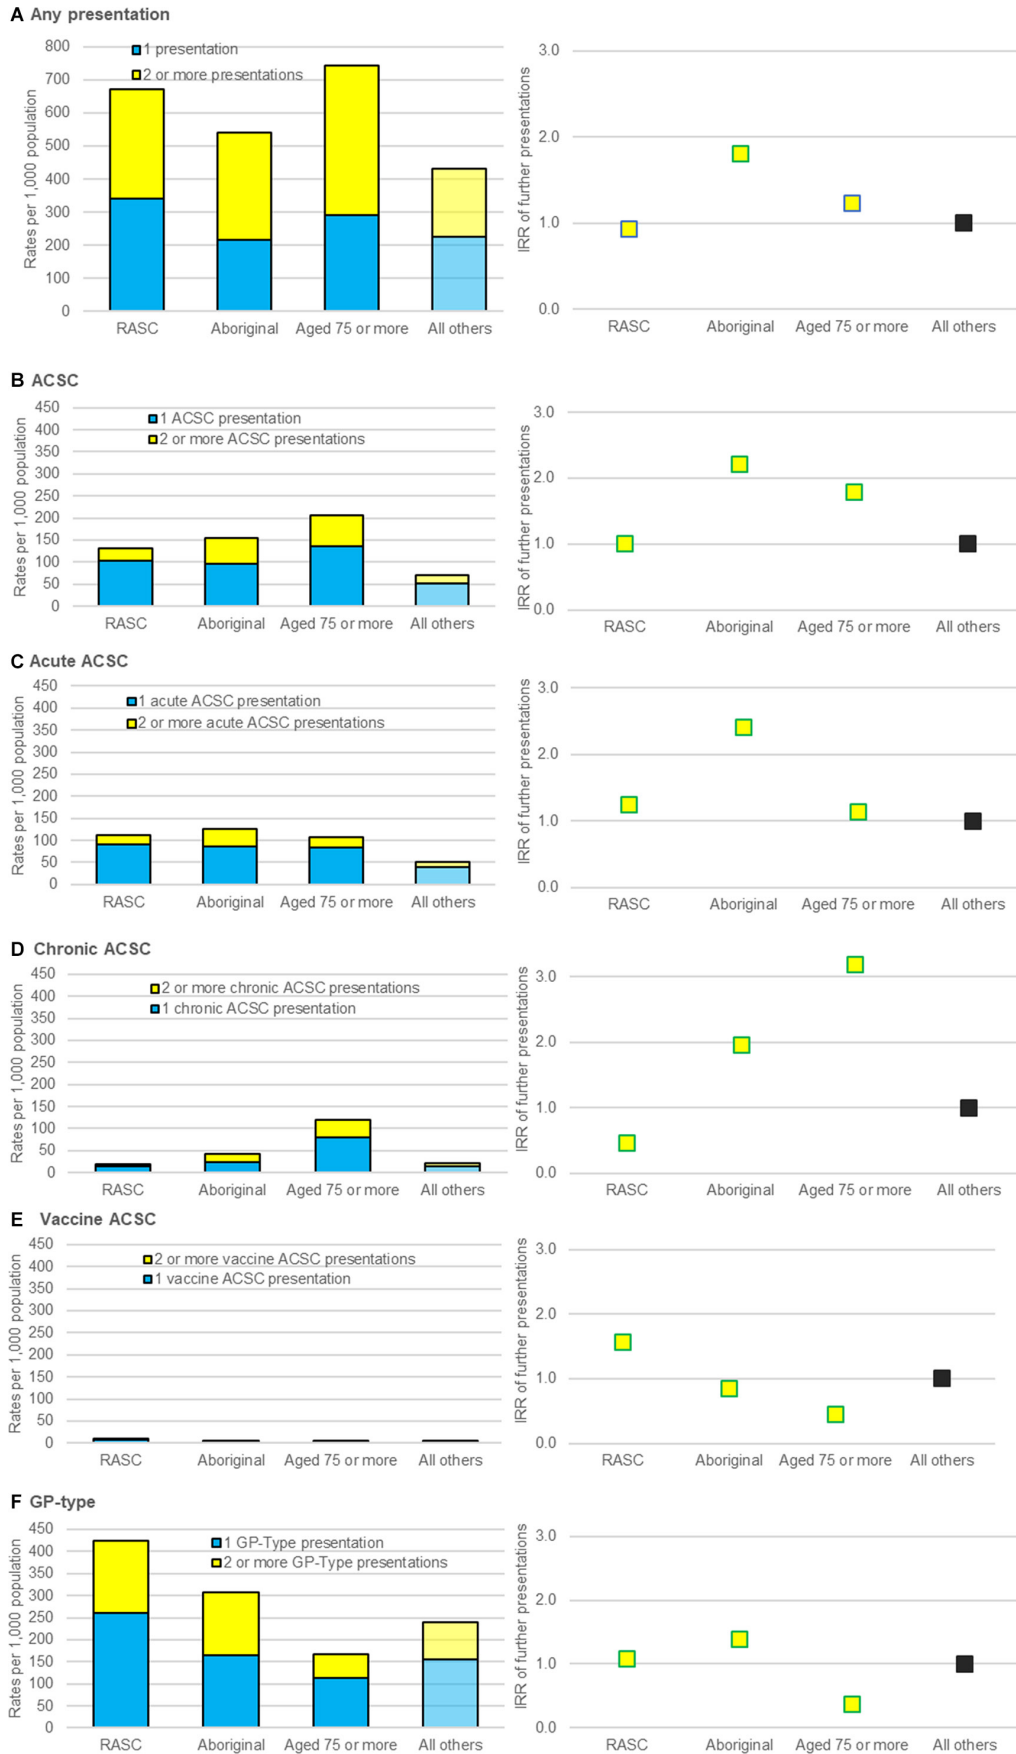 A Any presentation
Rates per 1,000 population
800
700
600
500
400
300
200
100
0
1 presentation
2 or more presentations
RASC Aboriginal Aged 75 or more All others
IRR of further presentations
3.0
2.0
1.0
0.0
RASC Aboriginal Aged 75 or more All others
B ACSC
Rates per 1,000 population
450
400
350
300
250
200
150
100
50
0
1 ACSC presentation
2 or more ACSC presentations
RASC Aboriginal Aged 75 or more All others
IRR of further presentations
3.0
2.0
1.0
0.0
RASC Aboriginal Aged 75 or more All others
C Acute ACSC
Rates per 1,000 population
450
400
350
300
250
200
150
100
50
0
1 acute ACSC presentation
2 or more acute ACSC presentations
RASC Aboriginal Aged 75 or more All others
IRR of further presentations
3.0
2.0
1.0
0.0
RASC Aboriginal Aged 75 or more All others
D Chronic ACSC
Rates per 1,000 population
450
400
350
300
250
200
150
100
50
0
2 or more chronic ACSC presentations
1 chronic ACSC presentation
RASC Aboriginal Aged 75 or more All others
IRR of further presentations
3.0
2.0
1.0
0.0
RASC Aboriginal Aged 75 or more All others
E Vaccine ACSC
Rates per 1,000 population
450
400
350
300
250
200
150
100
50
0
2 or more vaccine ACSC presentations
1 vaccine ACSC presentation
RASC Aboriginal Aged 75 or more All others
IRR of further presentations
3.0
2.0
1.0
0.0
RASC Aboriginal Aged 75 or more All others
F GP-type
Rates per 1,000 population
450
400
350
300
250
200
150
100
50
0
1 GP-Type presentation
2 or more GP-Type presentations
RASC Aboriginal Aged 75 or more All others
IRR of further presentations
3.0
2.0
1.0
0.0
RASC Aboriginal Aged 75 or more All others